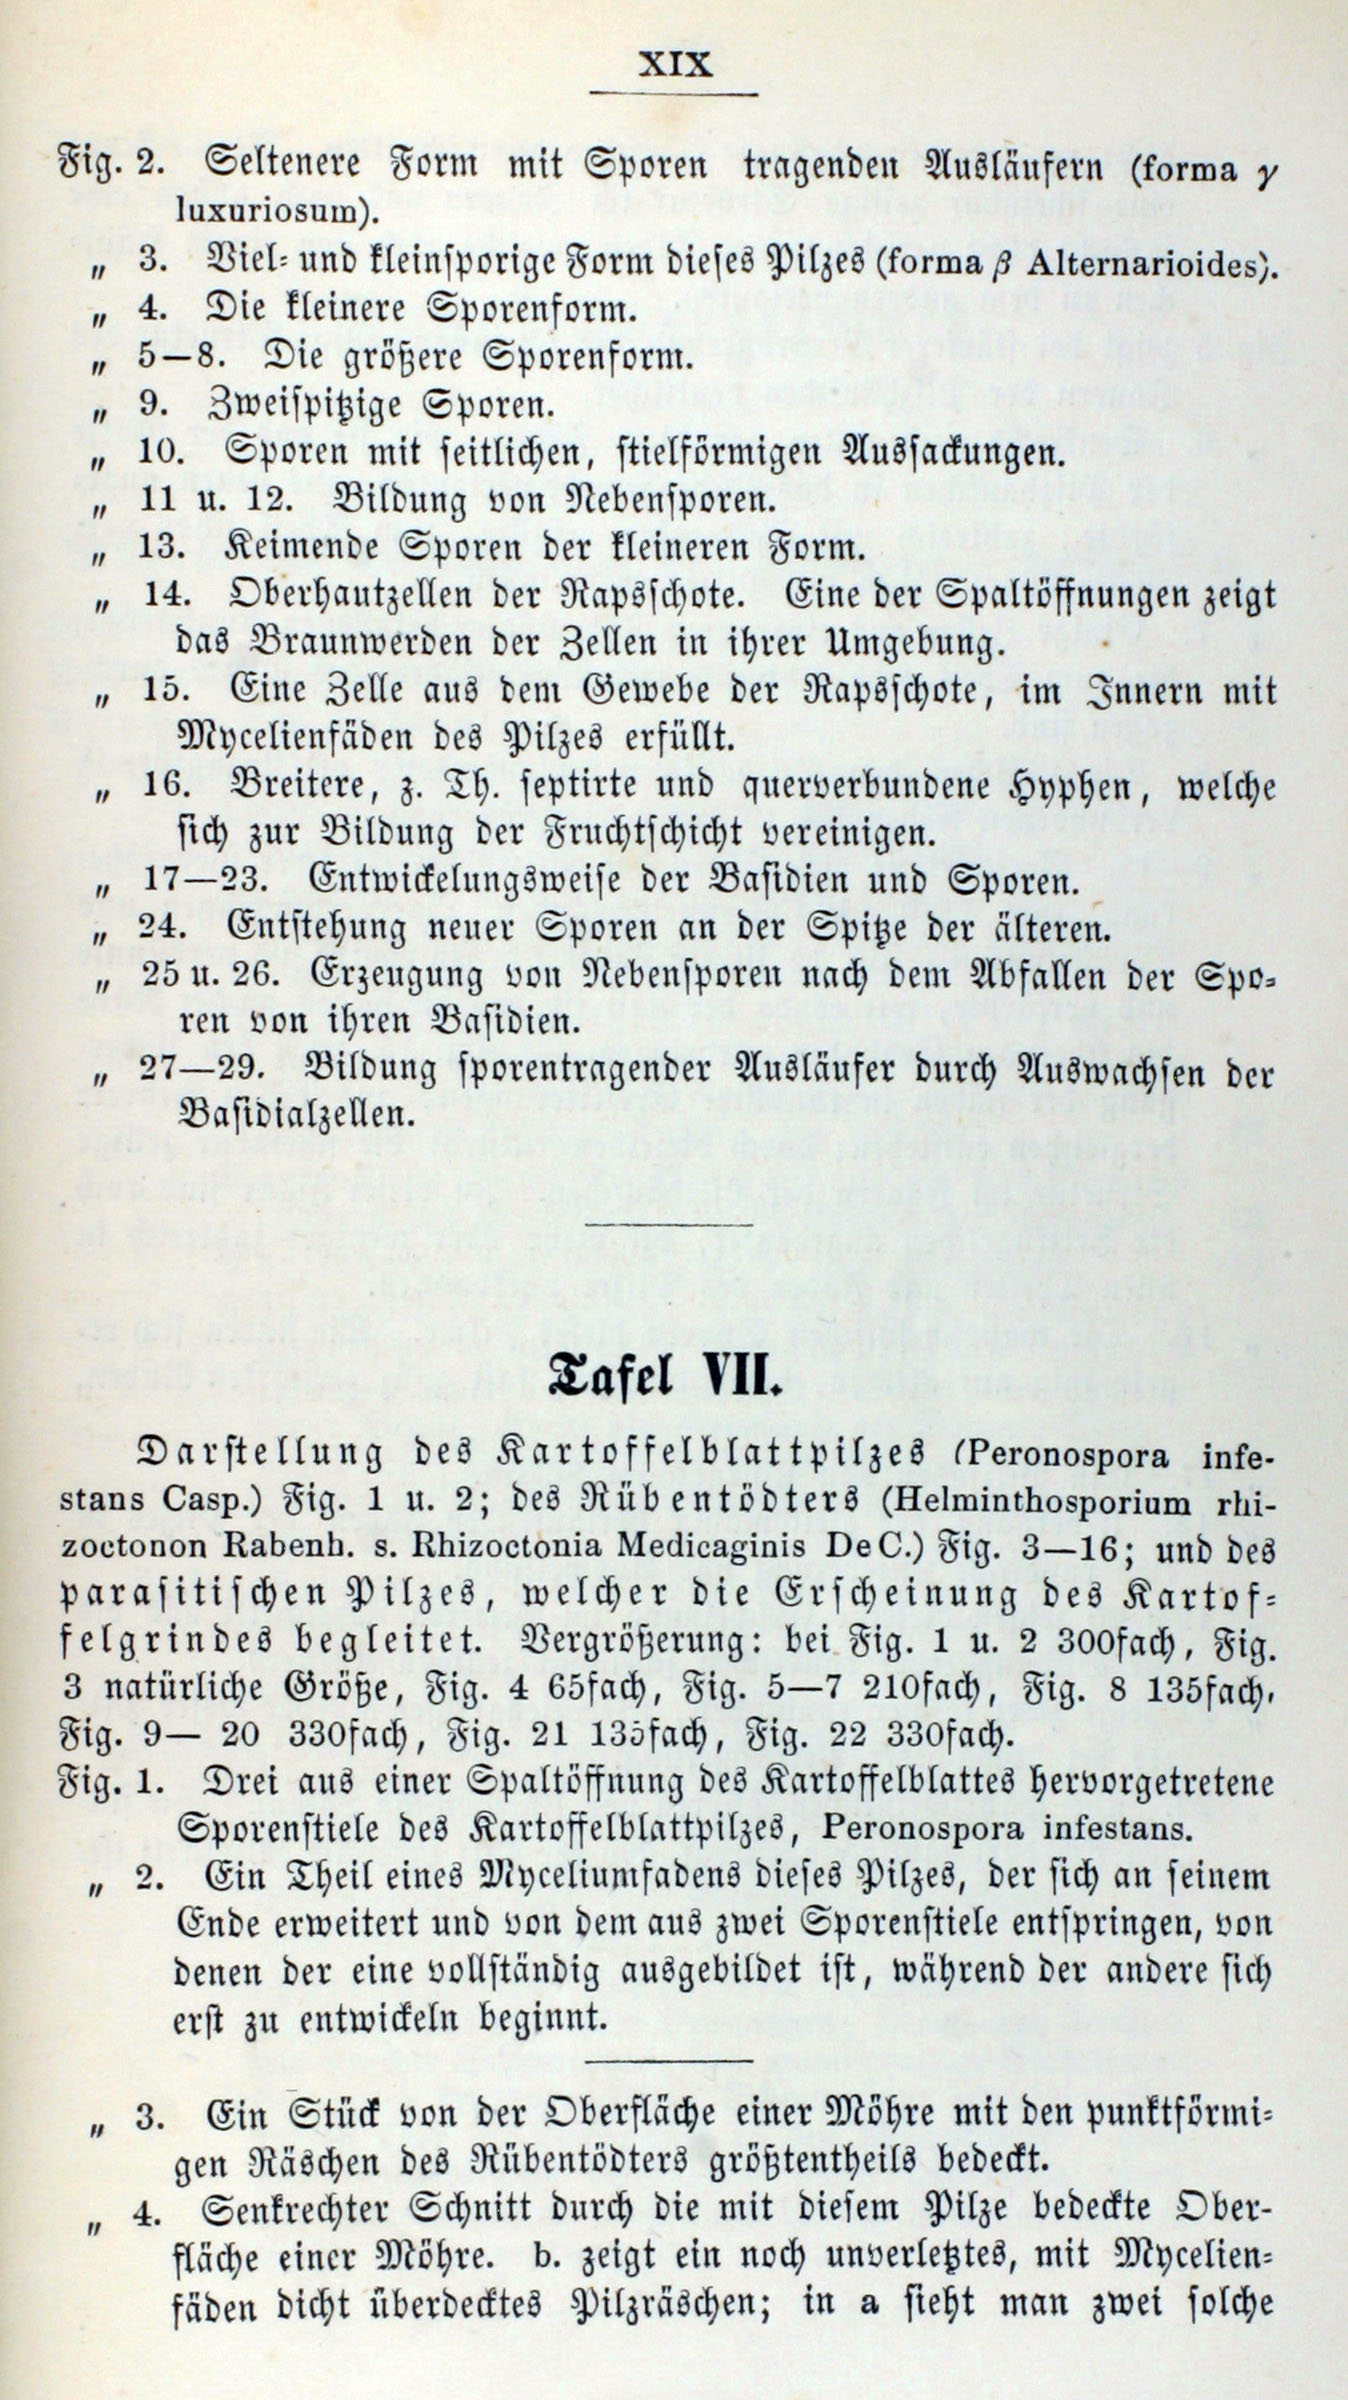 XIX
Fig. 2. Seltenere Form mit Sporen tragenden Ausläufern (forma γ
luxuriosum).
„ 3. Viel- und kleinsporige Form dieses Pilzes (forma β Alternarioides).
„ 4. Die kleinere Sporenform.
„ 5—8. Die größere Sporenform.
„ 9. Zweispitzige Sporen.
„ 10. Sporen mit seitlichen, stielförmigen Aussackungen.
„ 11 u. 12. Bildung von Nebensporen.
„ 13. Keimende Sporen der kleineren Form.
„ 14. Oberhautzellen der Rapsschote. Eine der Spaltöffnungen zeigt
das Braunwerden der Zellen in ihrer Umgebung.
„ 15. Eine Zelle aus dem Gewebe der Rapsschote, im Innern mit
Mycelienfäden des Pilzes erfüllt.
„ 16. Breitere, z. Th. septirte und querverbundene Hyphen, welche
sich zur Bildung der Fruchtschicht vereinigen.
„ 17—23. Entwickelungsweise der Basidien und Sporen.
„ 24. Entstehung neuer Sporen an der Spitze der älteren.
„ 25 u. 26. Erzeugung von Nebensporen nach dem Abfallen der Spo-
ren von ihren Basidien.
„ 27—29. Bildung sporentragender Ausläufer durch Auswachsen der
Basidialzellen.
Tafel VII.
Darstellung des Kartoffelblattpilzes (Peronospora infe-
stans Casp.) Fig. 1 u. 2; des Rübentödters (Helminthosporium rhi-
zoctonon Rabenh. s. Rhizoctonia Medicaginis DeC.) Fig. 3—16; und des
parasitischen Pilzes, welcher die Erscheinung des Kartof-
felgrindes begleitet. Vergrößerung: bei Fig. 1 u. 2 300fach, Fig.
3 natürliche Größe, Fig. 4 65fach, Fig. 5—7 210fach, Fig. 8 135fach,
Fig. 9— 20 330fach, Fig. 21 135fach, Fig. 22 330fach.
Fig. 1. Drei aus einer Spaltöffnung des Kartoffelblattes hervorgetretene
Sporenstiele des Kartoffelblattpilzes, Peronospora infestans.
„ 2. Ein Theil eines Myceliumfadens dieses Pilzes, der sich an seinem
Ende erweitert und von dem aus zwei Sporenstiele entspringen, von
denen der eine vollständig ausgebildet ist, während der andere sich
erst zu entwickeln beginnt.
„ 3. Ein Stück von der Oberfläche einer Möhre mit den punktförmi-
gen Räschen des Rübentödters größtentheils bedeckt.
„ 4. Senkrechter Schnitt durch die mit diesem Pilze bedeckte Ober-
fläche einer Möhre. b. zeigt ein noch unverletztes, mit Mycelien-
fäden dicht überdecktes Pilzräschen; in a sieht man zwei solche